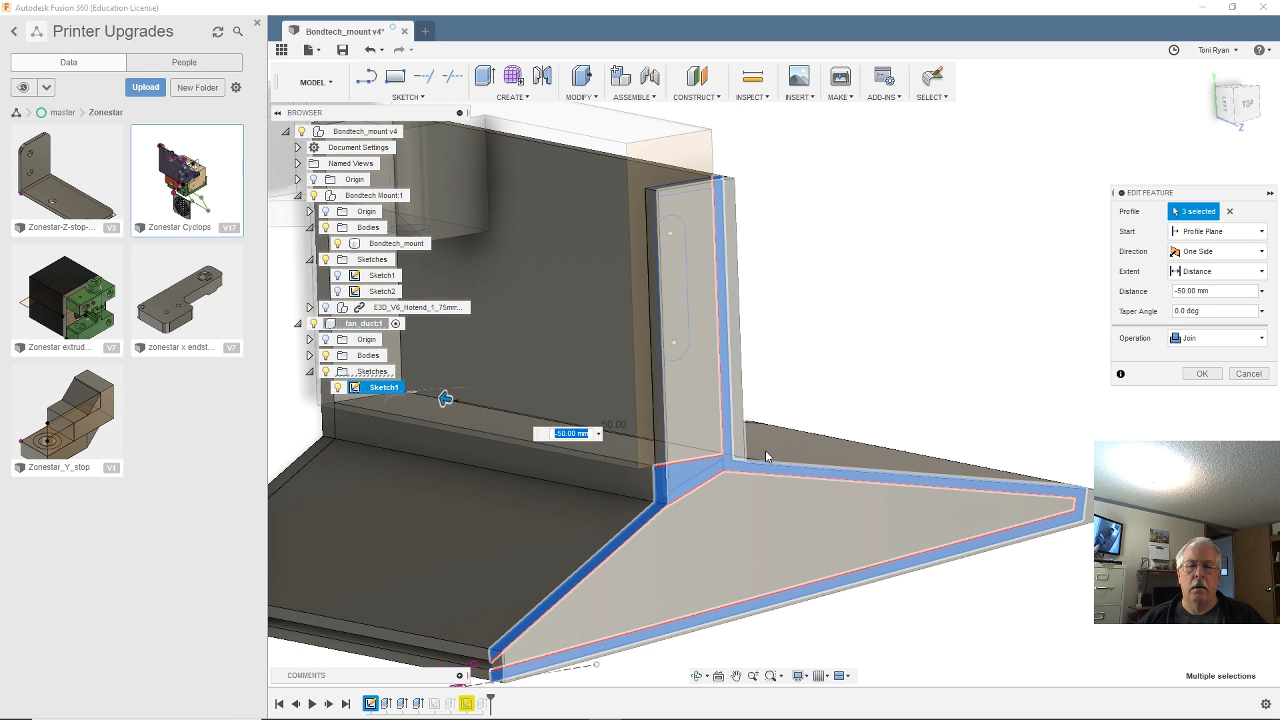 Autodesk Fusion 360 (Education License)
Printer Upgrades
Data
People
Upload
New Folder
master > Zonestar
Zonestar-Z-stop-... V3
Zonestar Cyclops V17
Zonestar extrud... V7
zonestar x endst... V7
Zonestar_Y_stop V1
Bondtech_mount v4*
Toni Ryan
MODEL
SKETCH
CREATE
MODIFY
ASSEMBLE
CONSTRUCT
INSPECT
INSERT
MAKE
ADD-INS
SELECT
BROWSER
Bondtech_mount v4
Document Settings
Named Views
Origin
Bondtech Mount:1
Origin
Bodies
Bondtech_mount
Sketches
Sketch1
Sketch2
E3D_V6_Hotend_1_75mm...
fan_duct:1
Origin
Bodies
Sketches
Sketch1
-50.00 mm
LEFT
TOP
Y
Z
EDIT FEATURE
Profile 3 selected
Start Profile Plane
Direction One Side
Extent Distance
Distance -50.00 mm
Taper Angle 0.0 deg
Operation Join
OK
Cancel
COMMENTS
Multiple selections